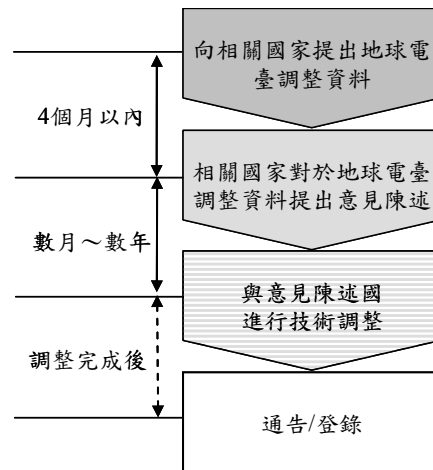 向相關國家提出地球電
臺調整資料
4個月以內
相關國家對於地球電臺
調整資料提出意見陳述
數月～數年
與意見陳述國
進行技術調整
調整完成後
通告/登錄